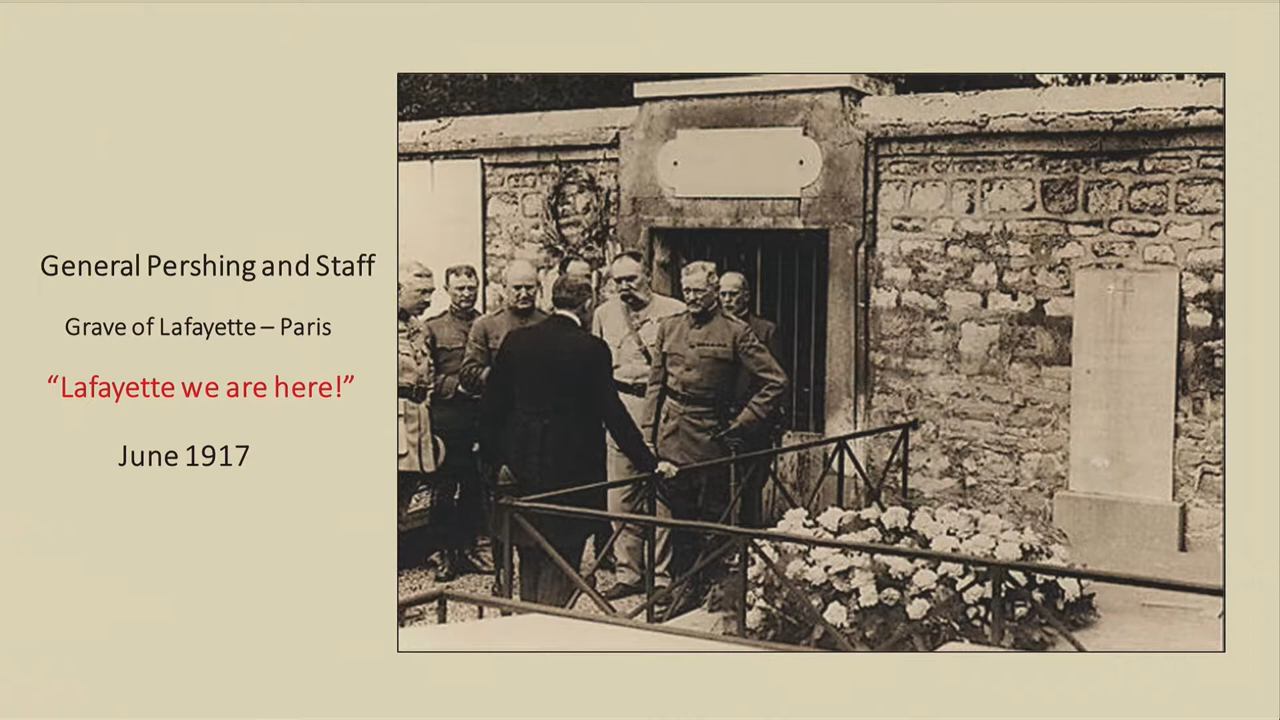 General Pershing and Staff
Grave of Lafayette – Paris
“Lafayette we are here!”
June 1917